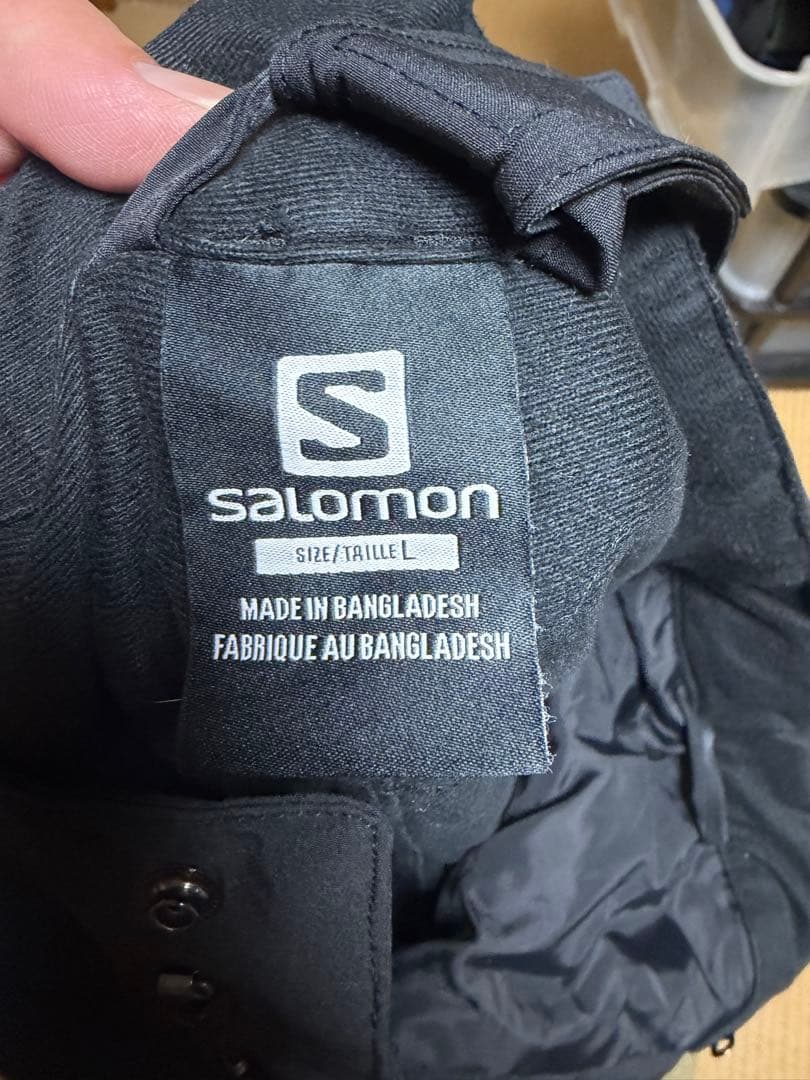 S
salomon
SIZE/TAILLE L
MADE IN BANGLADESH
FABRIQUE AU BANGLADESH